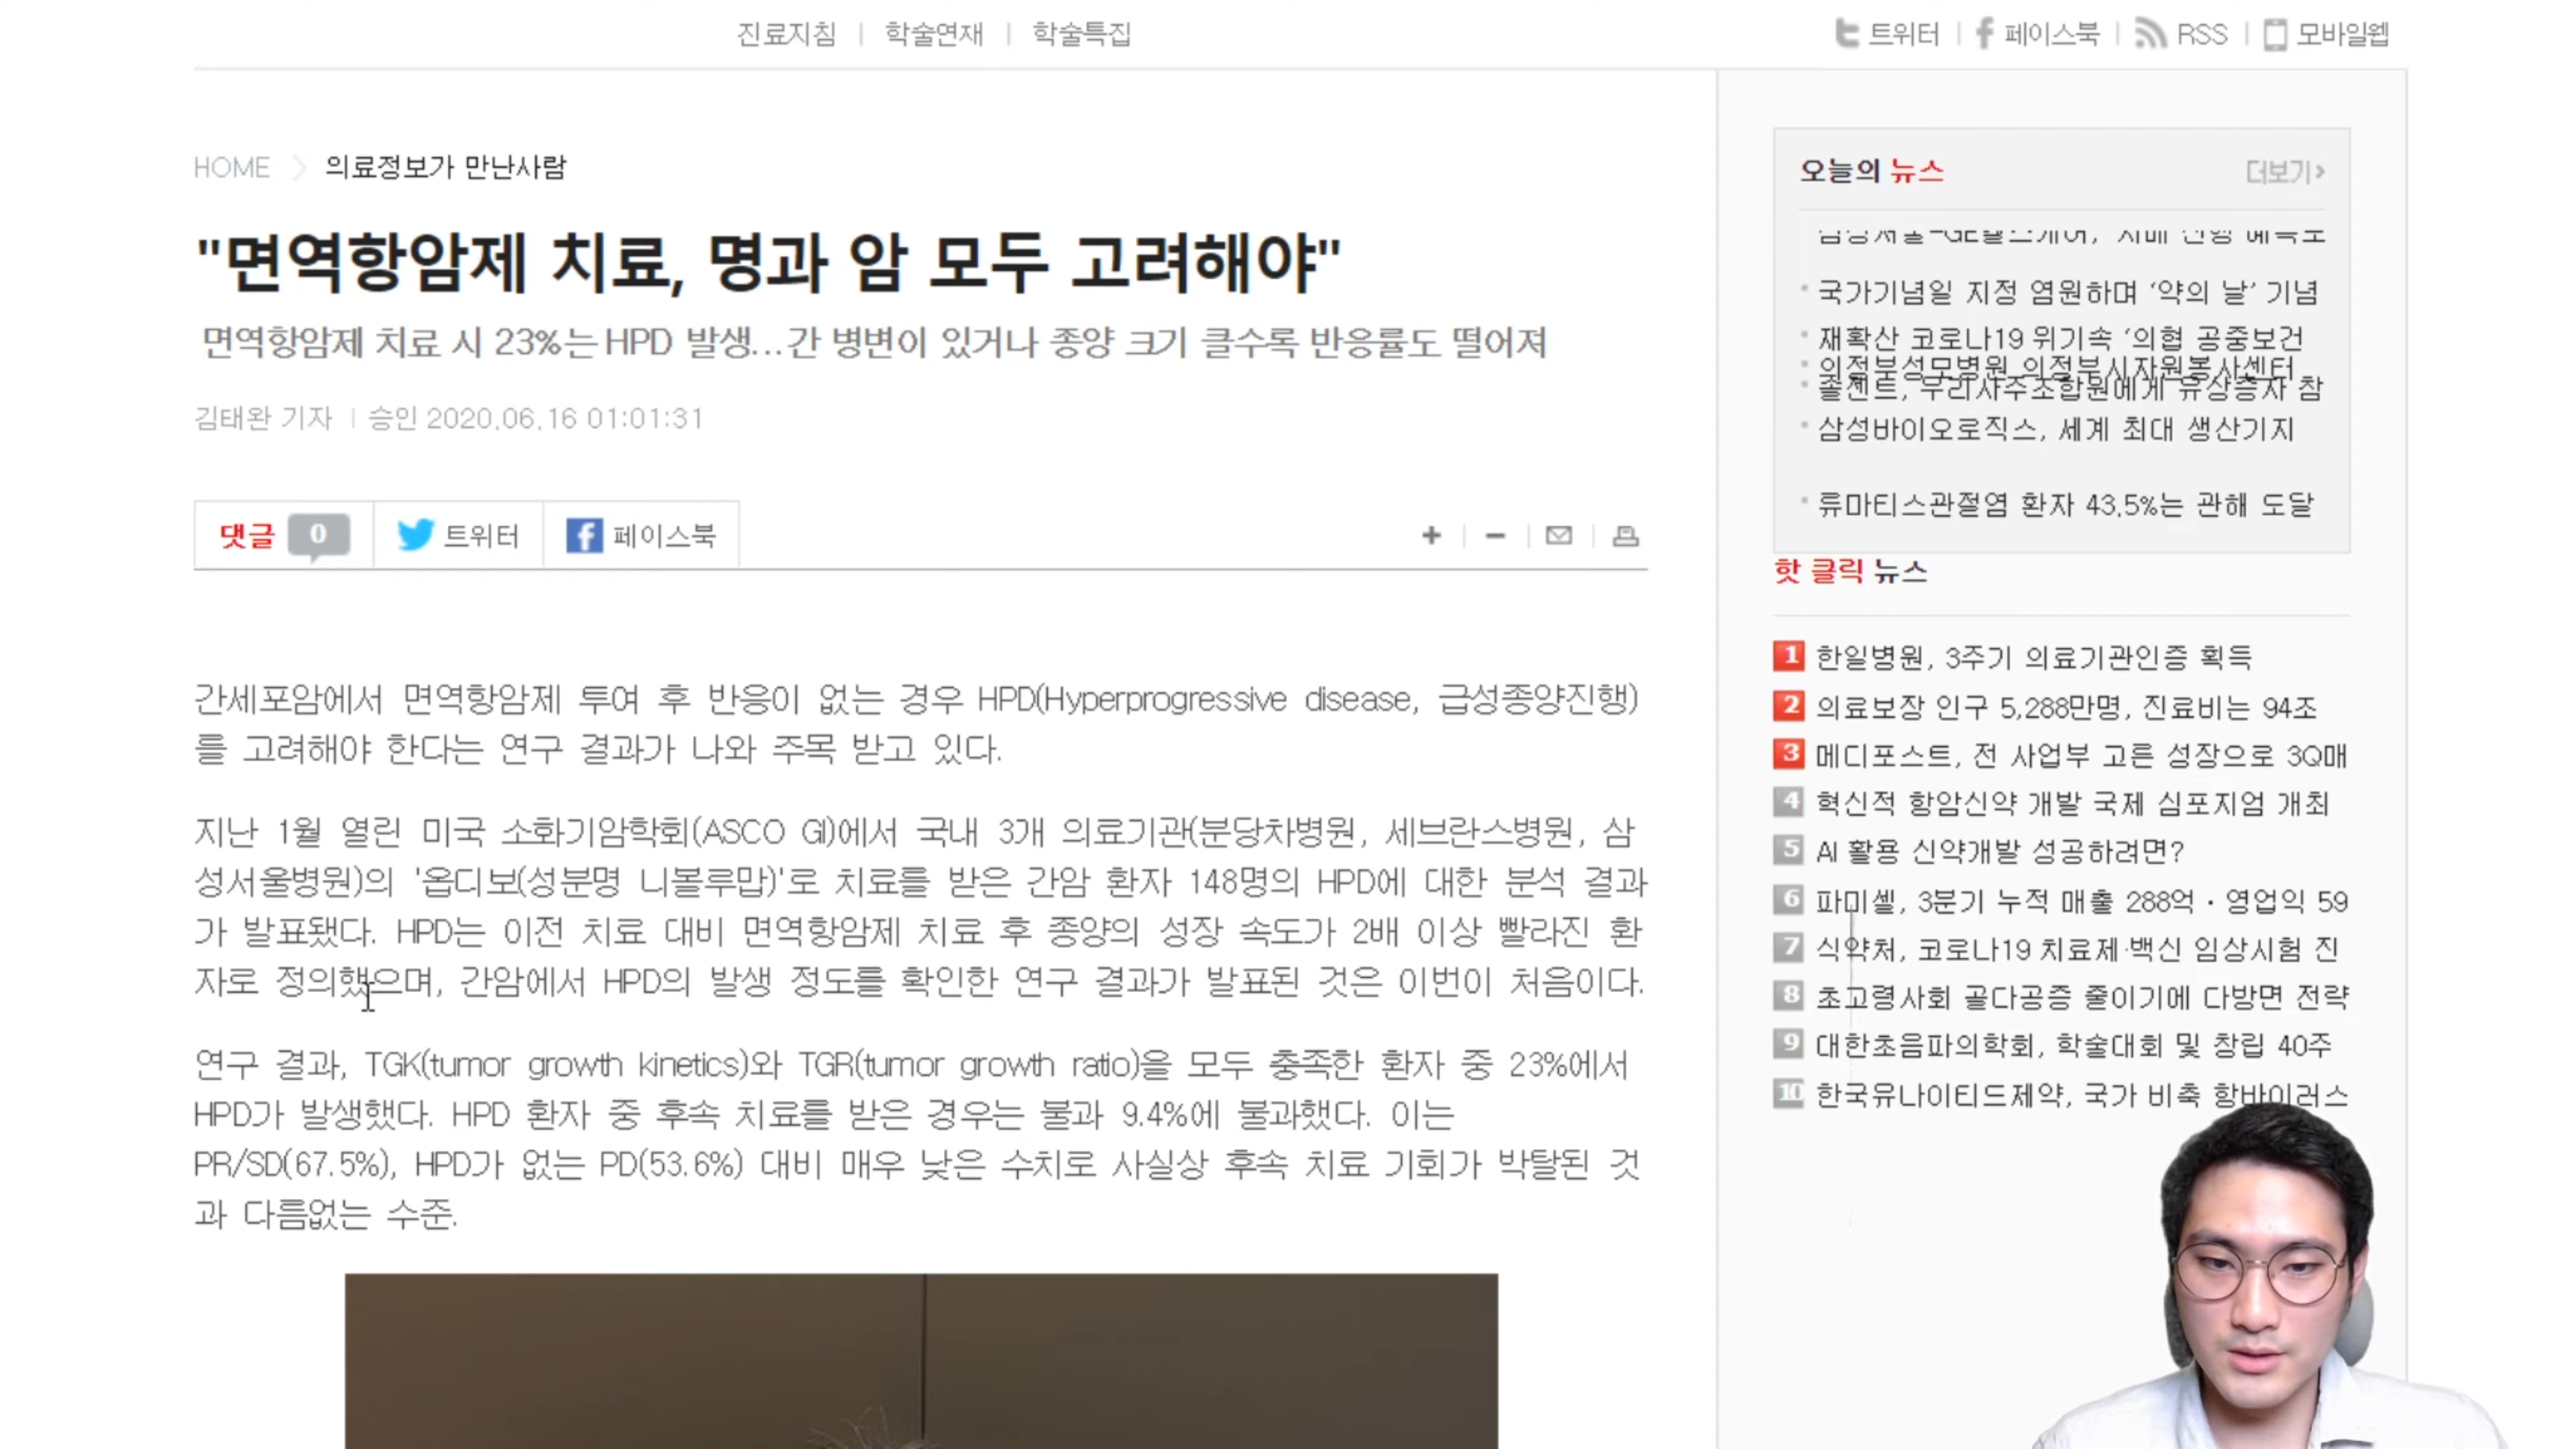 진료지침 | 학술연재 | 학술특집
트위터 | 페이스북 | RSS | 모바일웹
HOME > 의료정보가 만난사람
"면역항암제 치료, 명과 암 모두 고려해야"
면역항암제 치료 시 23%는 HPD 발생...간 병변이 있거나 종양 크기 클수록 반응률도 떨어져
김태완 기자 | 승인 2020.06.16 01:01:31
댓글 0 트위터 페이스북
간세포암에서 면역항암제 투여 후 반응이 없는 경우 HPD(Hyperprogressive disease, 급성종양진행)
를 고려해야 한다는 연구 결과가 나와 주목 받고 있다.
지난 1월 열린 미국 소화기암학회(ASCO GI)에서 국내 3개 의료기관(분당차병원, 세브란스병원, 삼
성서울병원)의 '옵디보(성분명 니볼루맙)'로 치료를 받은 간암 환자 148명의 HPD에 대한 분석 결과
가 발표됐다. HPD는 이전 치료 대비 면역항암제 치료 후 종양의 성장 속도가 2배 이상 빨라진 환
자로 정의했으며, 간암에서 HPD의 발생 정도를 확인한 연구 결과가 발표된 것은 이번이 처음이다.
연구 결과, TGK(tumor growth kinetics)와 TGR(tumor growth ratio)을 모두 충족한 환자 중 23%에서
HPD가 발생했다. HPD 환자 중 후속 치료를 받은 경우는 불과 9.4%에 불과했다. 이는
PR/SD(67.5%), HPD가 없는 PD(53.6%) 대비 매우 낮은 수치로 사실상 후속 치료 기회가 박탈된 것
과 다름없는 수준.
오늘의 뉴스 더보기>
국가기념일 지정 염원하며 '약의 날' 기념
재확산 코로나19 위기속 '의협 공중보건
의정부성모병원 의정부시자원봉사센터
솔젠트, 우리사주조합원에게 유상증자 참
삼성바이오로직스, 세계 최대 생산기지
류마티스관절염 환자 43.5%는 관해 도달
핫 클릭 뉴스
1 한일병원, 3주기 의료기관인증 획득
2 의료보장 인구 5,288만명, 진료비는 94조
3 메디포스트, 전 사업부 고른 성장으로 3Q매
4 혁신적 항암신약 개발 국제 심포지엄 개최
5 AI 활용 신약개발 성공하려면?
6 파미셀, 3분기 누적 매출 288억·영업익 59
7 식약처, 코로나19 치료제·백신 임상시험 진
8 초고령사회 골다공증 줄이기에 다방면 전략
9 대한초음파의학회, 학술대회 및 창립 40주
10 한국유나이티드제약, 국가 비축 항바이러스